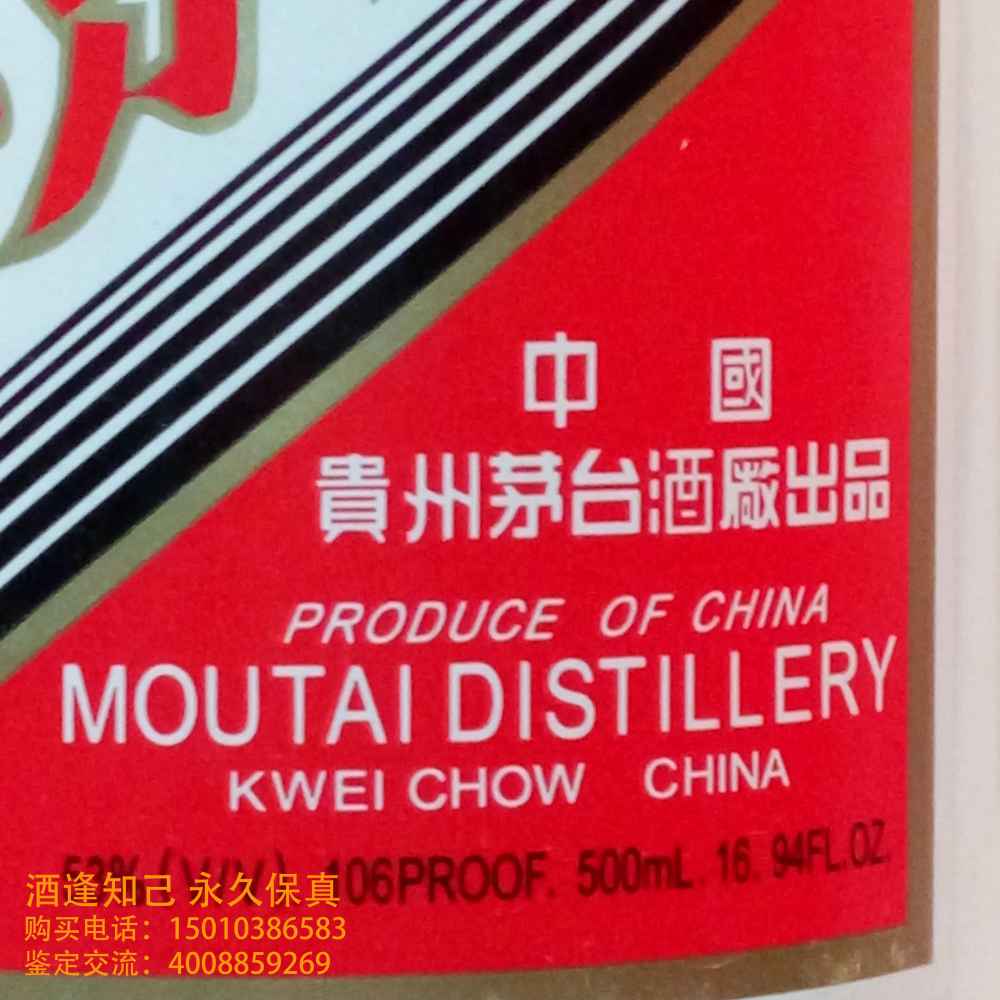 中 國
貴州茅台酒廠出品
PRODUCE OF CHINA
MOUTAI DISTILLERY
KWEI CHOW CHINA
53% (V/V) 106PROOF. 500mL. 16. 94FL.OZ.
酒逢知己 永久保真
购买电话：15010386583
鉴定交流：4008859269